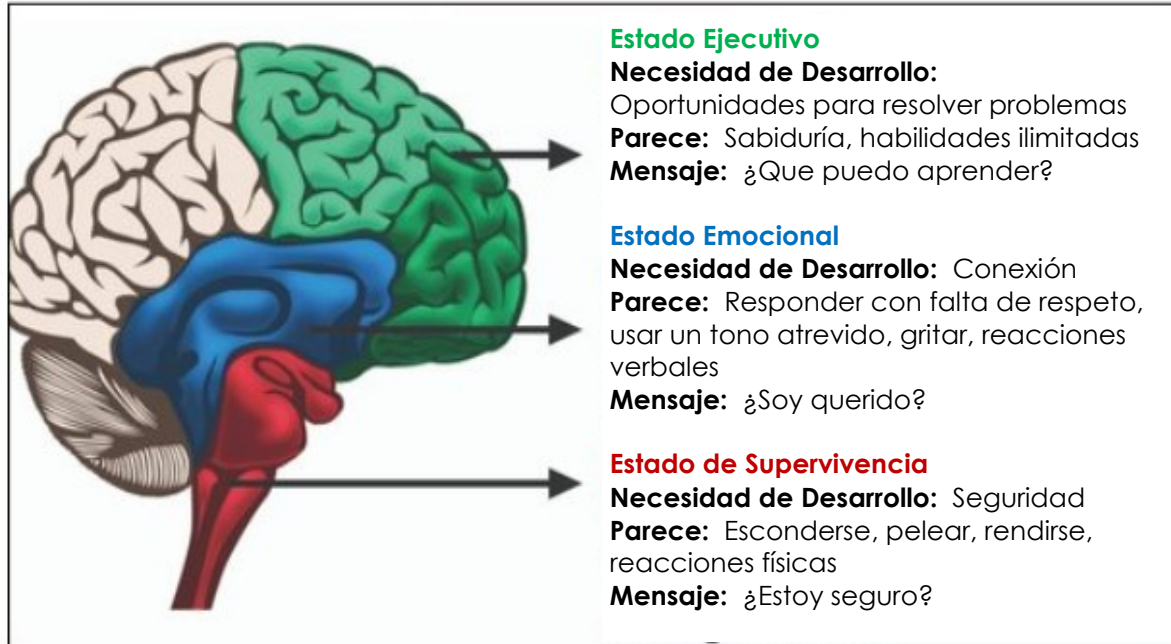 Estado Ejecutivo
Necesidad de Desarrollo:
Oportunidades para resolver problemas
Parece: Sabiduría, habilidades ilimitadas
Mensaje: ¿Que puedo aprender?
Estado Emocional
Necesidad de Desarrollo: Conexión
Parece: Responder con falta de respeto,
usar un tono atrevido, gritar, reacciones
verbales
Mensaje: ¿Soy querido?
Estado de Supervivencia
Necesidad de Desarrollo: Seguridad
Parece: Esconderse, pelear, rendirse,
reacciones físicas
Mensaje: ¿Estoy seguro?